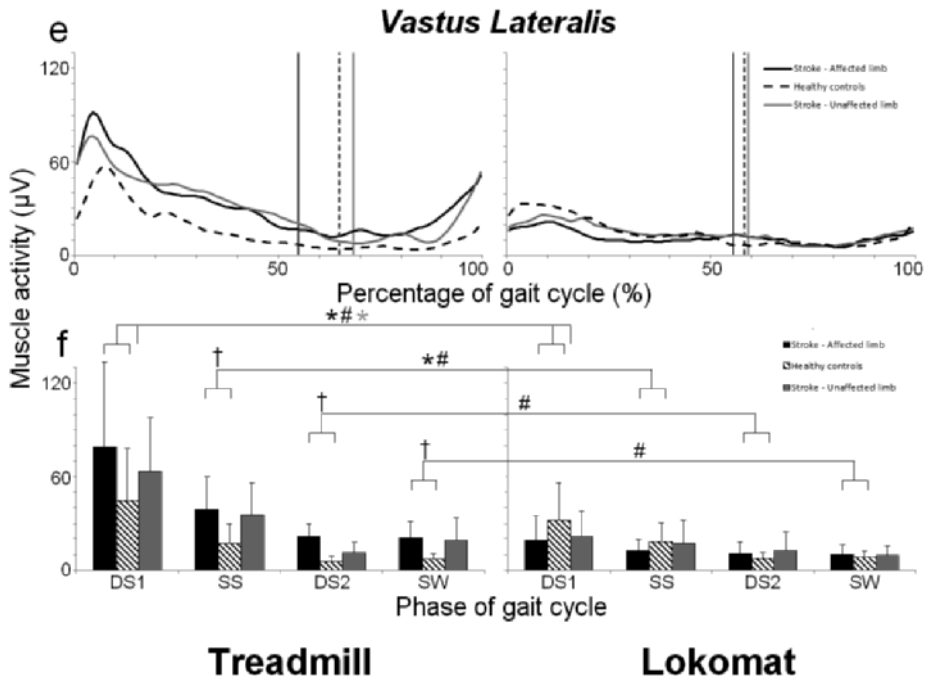 e
Vastus Lateralis
120
60
0
Stroke - Affected limb
Healthy controls
Stroke - Unaffected limb
0 50 100 0 50 100
Percentage of gait cycle (%)
Muscle activity (µV)
f
*#*
† *#
† #
† #
120
60
0
Stroke - Affected limb
Healthy controls
Stroke - Unaffected limb
DS1 SS DS2 SW DS1 SS DS2 SW
Phase of gait cycle
Treadmill Lokomat